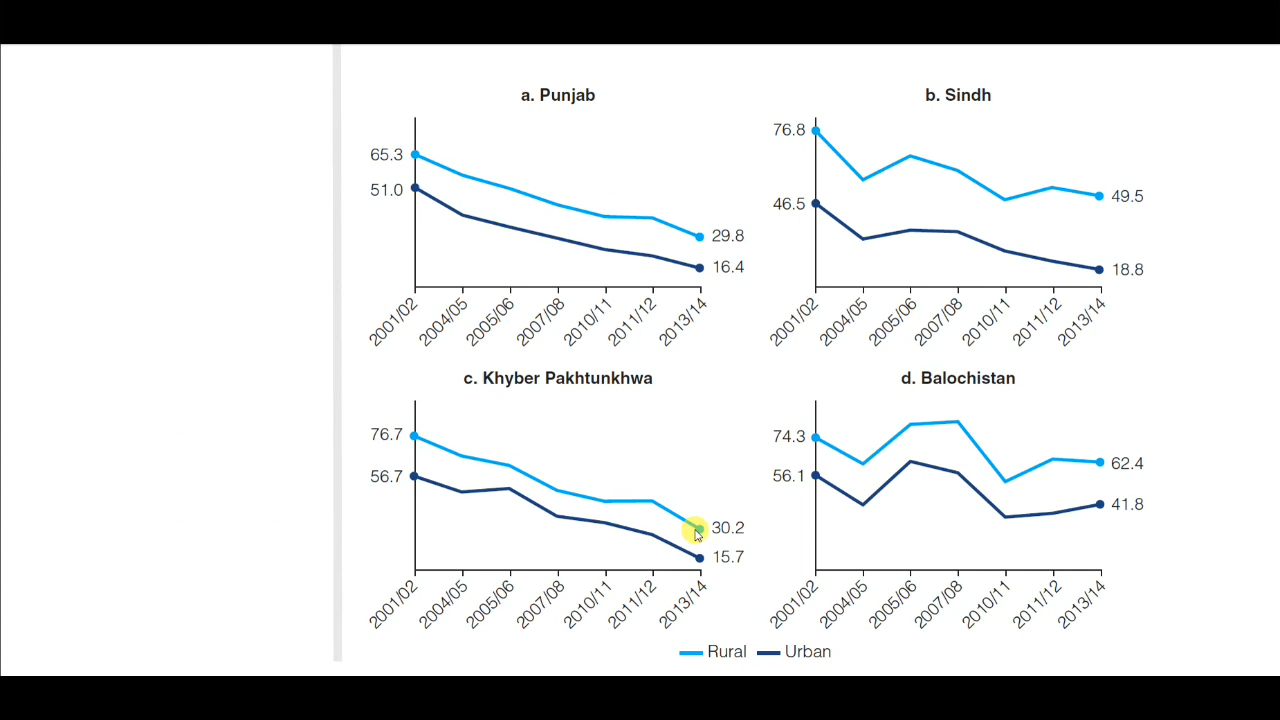 a. Punjab
65.3
51.0
29.8
16.4
2001/02 2004/05 2005/06 2007/08 2010/11 2011/12 2013/14
b. Sindh
76.8
46.5
49.5
18.8
2001/02 2004/05 2005/06 2007/08 2010/11 2011/12 2013/14
c. Khyber Pakhtunkhwa
76.7
56.7
30.2
15.7
2001/02 2004/05 2005/06 2007/08 2010/11 2011/12 2013/14
d. Balochistan
74.3
56.1
62.4
41.8
2001/02 2004/05 2005/06 2007/08 2010/11 2011/12 2013/14
Rural Urban